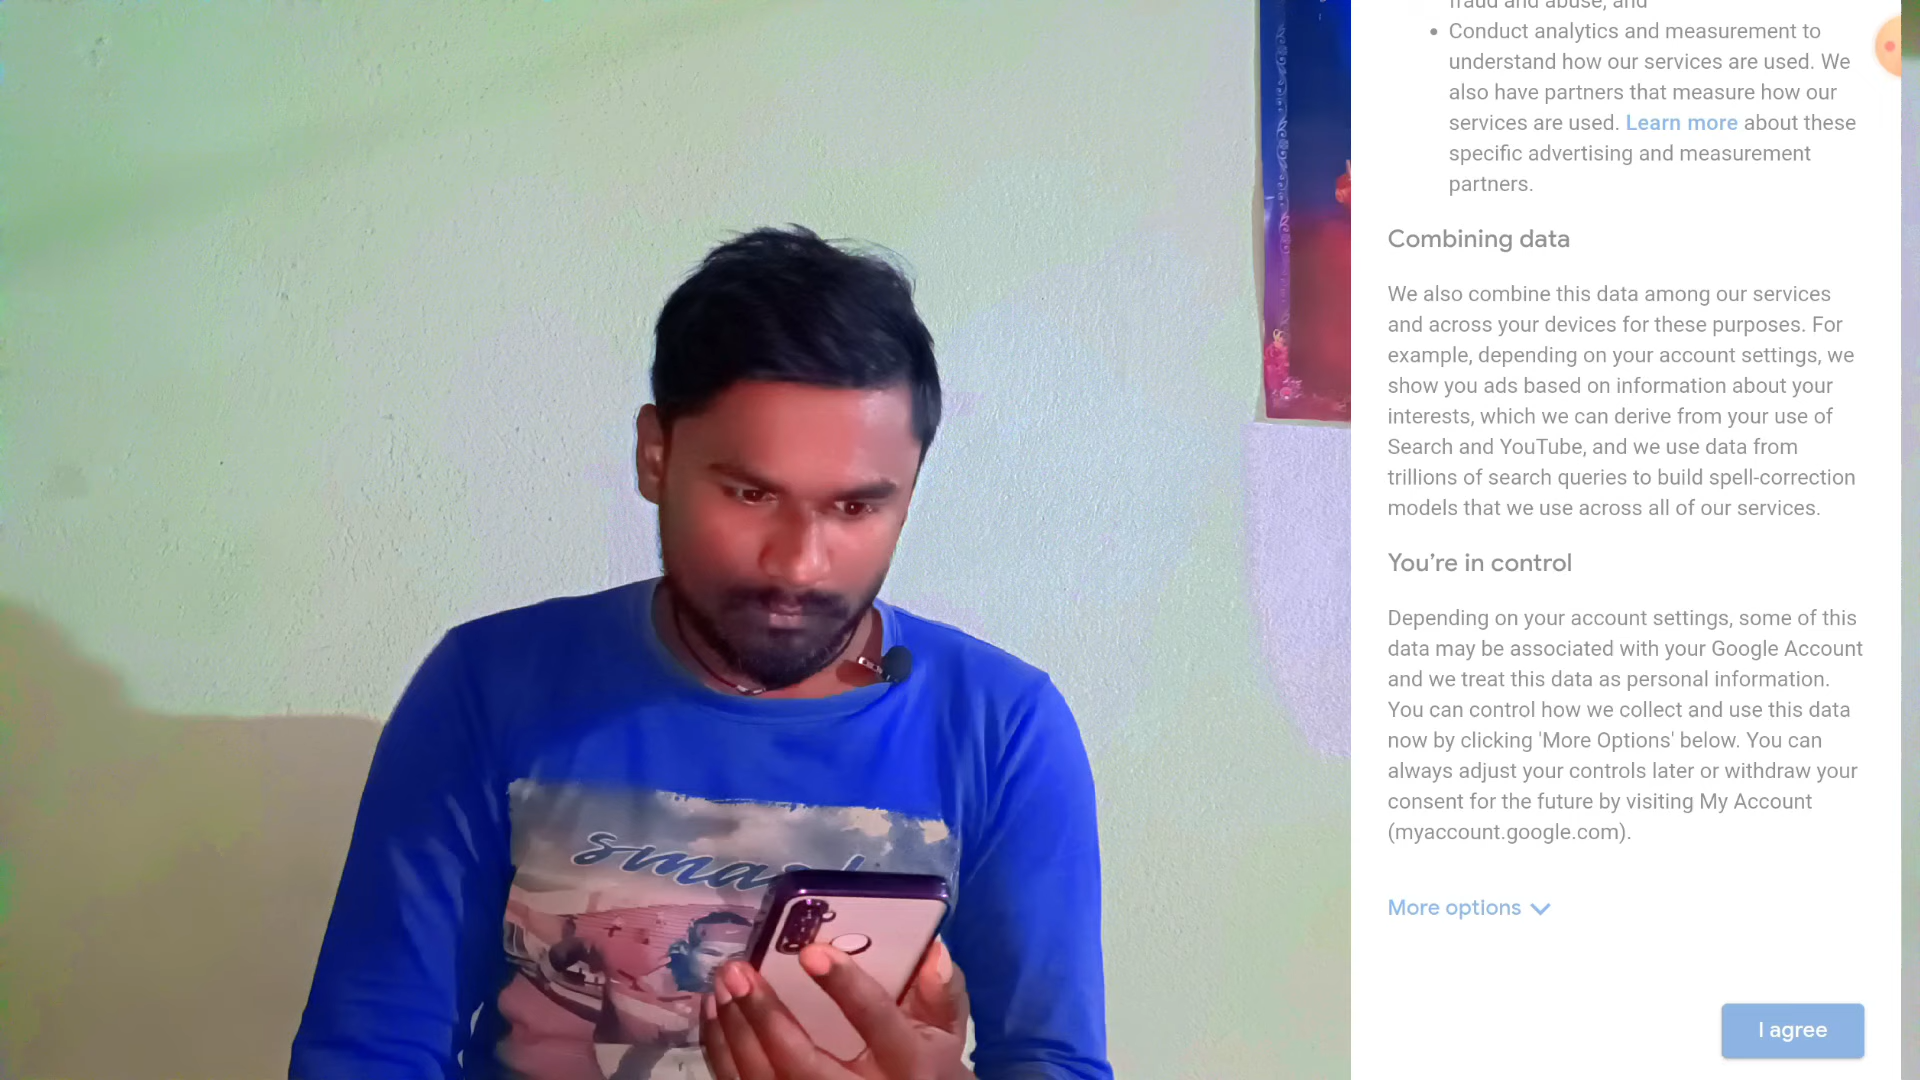 fraud and abuse, and
• Conduct analytics and measurement to
understand how our services are used. We
also have partners that measure how our
services are used. Learn more about these
specific advertising and measurement
partners.
Combining data
We also combine this data among our services
and across your devices for these purposes. For
example, depending on your account settings, we
show you ads based on information about your
interests, which we can derive from your use of
Search and YouTube, and we use data from
trillions of search queries to build spell-correction
models that we use across all of our services.
You’re in control
Depending on your account settings, some of this
data may be associated with your Google Account
and we treat this data as personal information.
You can control how we collect and use this data
now by clicking 'More Options' below. You can
always adjust your controls later or withdraw your
consent for the future by visiting My Account
(myaccount.google.com).
More options
I agree